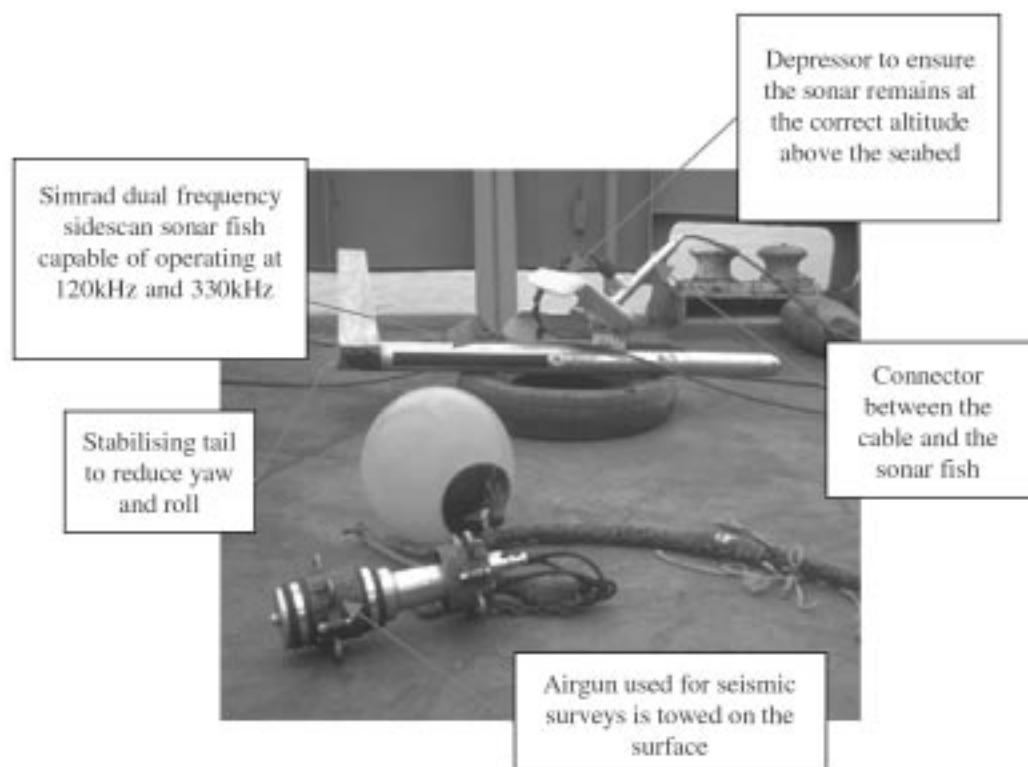 Depressor to ensure
the sonar remains at
the correct altitude
above the seabed
Simrad dual frequency
sidescan sonar fish
capable of operating at
120kHz and 330kHz
Connector
between the
cable and the
sonar fish
Stabilising tail
to reduce yaw
and roll
Airgun used for seismic
surveys is towed on the
surface